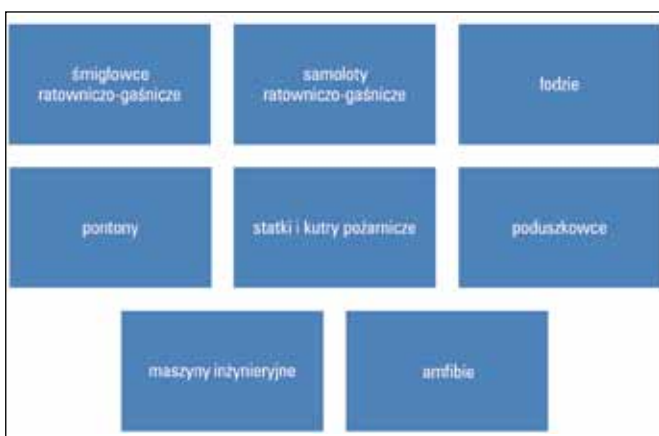 śmigłowce
ratowniczo-gaśnicze
samoloty
ratowniczo-gaśnicze
łodzie
pontony
statki i kutry pożarnicze
poduszkowce
maszyny inżynieryjne
amfibie